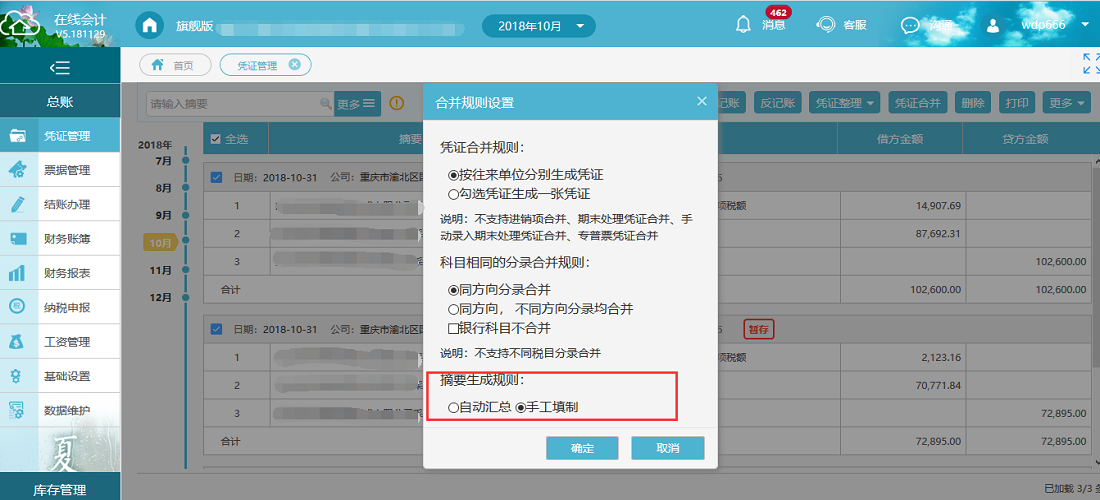 在线会计
V5.181129
旗舰版
2018年10月
462
消息
客服
wdp666
首页
凭证管理
总账
凭证管理
票据管理
结账办理
财务账簿
财务报表
纳税申报
工资管理
基础设置
数据维护
夏
库存管理
请输入摘要
更多
记账
反记账
凭证整理
凭证合并
删除
打印
更多
2018年
7月
8月
9月
10月
11月
12月
全选
摘要
借方金额
贷方金额
日期：2018-10-31 公司：重庆市渝北区
1
项税额
14,907.69
2
87,692.31
3
102,600.00
合计
102,600.00
102,600.00
日期：2018-10-31 公司：重庆市渝北区
暂存
1
项税额
2,123.16
2
70,771.84
3
72,895.00
合计
72,895.00
72,895.00
已加载 3/3
合并规则设置
凭证合并规则：
按往来单位分别生成凭证
勾选凭证生成一张凭证
说明：不支持进销项合并、期末处理凭证合并、手
动录入期末处理凭证合并、专普票凭证合并
科目相同的分录合并规则：
同方向分录合并
同方向， 不同方向分录均合并
银行科目不合并
说明：不支持不同税目分录合并
摘要生成规则：
自动汇总 手工填制
确定
取消